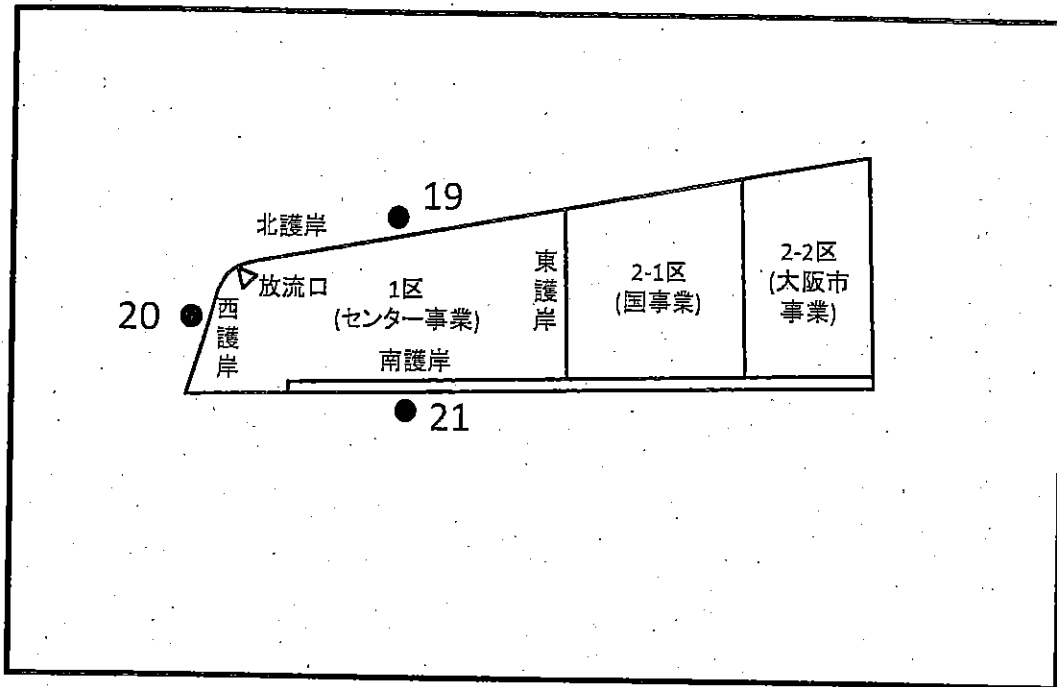 19
北護岸
放流口
20
西護岸
1区
(センター事業)
東護岸
2-1区
(国事業)
2-2区
(大阪市
事業)
南護岸
21